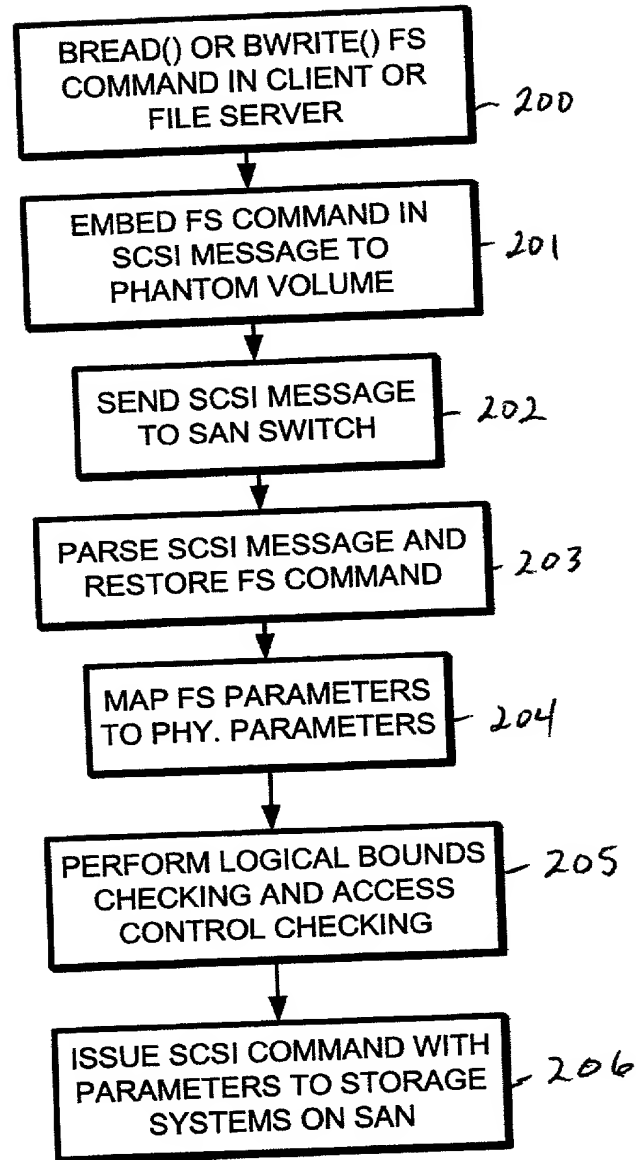 BREAD() OR BWRITE() FS
COMMAND IN CLIENT OR
FILE SERVER
200
EMBED FS COMMAND IN
SCSI MESSAGE TO
PHANTOM VOLUME
201
SEND SCSI MESSAGE
TO SAN SWITCH
202
PARSE SCSI MESSAGE AND
RESTORE FS COMMAND
203
MAP FS PARAMETERS
TO PHY. PARAMETERS
204
PERFORM LOGICAL BOUNDS
CHECKING AND ACCESS
CONTROL CHECKING
205
ISSUE SCSI COMMAND WITH
PARAMETERS TO STORAGE
SYSTEMS ON SAN
206